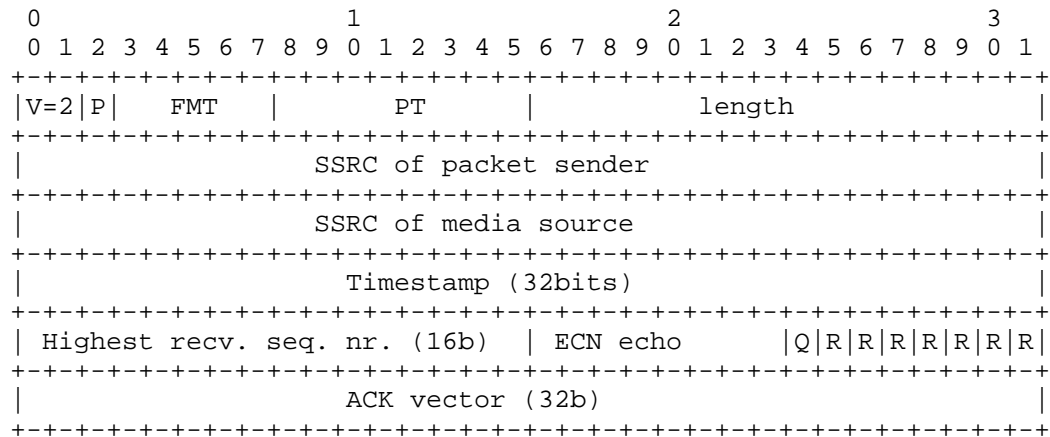 0                   1                   2                   3
 0 1 2 3 4 5 6 7 8 9 0 1 2 3 4 5 6 7 8 9 0 1 2 3 4 5 6 7 8 9 0 1
+-+-+-+-+-+-+-+-+-+-+-+-+-+-+-+-+-+-+-+-+-+-+-+-+-+-+-+-+-+-+-+-+
|V=2|P|   FMT   |       PT      |          length               |
+-+-+-+-+-+-+-+-+-+-+-+-+-+-+-+-+-+-+-+-+-+-+-+-+-+-+-+-+-+-+-+-+
|                  SSRC of packet sender                        |
+-+-+-+-+-+-+-+-+-+-+-+-+-+-+-+-+-+-+-+-+-+-+-+-+-+-+-+-+-+-+-+-+
|                  SSRC of media source                         |
+-+-+-+-+-+-+-+-+-+-+-+-+-+-+-+-+-+-+-+-+-+-+-+-+-+-+-+-+-+-+-+-+
|                    Timestamp (32bits)                         |
+-+-+-+-+-+-+-+-+-+-+-+-+-+-+-+-+-+-+-+-+-+-+-+-+-+-+-+-+-+-+-+-+
| Highest recv. seq. nr. (16b)  | ECN echo      |Q|R|R|R|R|R|R|R|
+-+-+-+-+-+-+-+-+-+-+-+-+-+-+-+-+-+-+-+-+-+-+-+-+-+-+-+-+-+-+-+-+
|                    ACK vector (32b)                           |
+-+-+-+-+-+-+-+-+-+-+-+-+-+-+-+-+-+-+-+-+-+-+-+-+-+-+-+-+-+-+-+-+